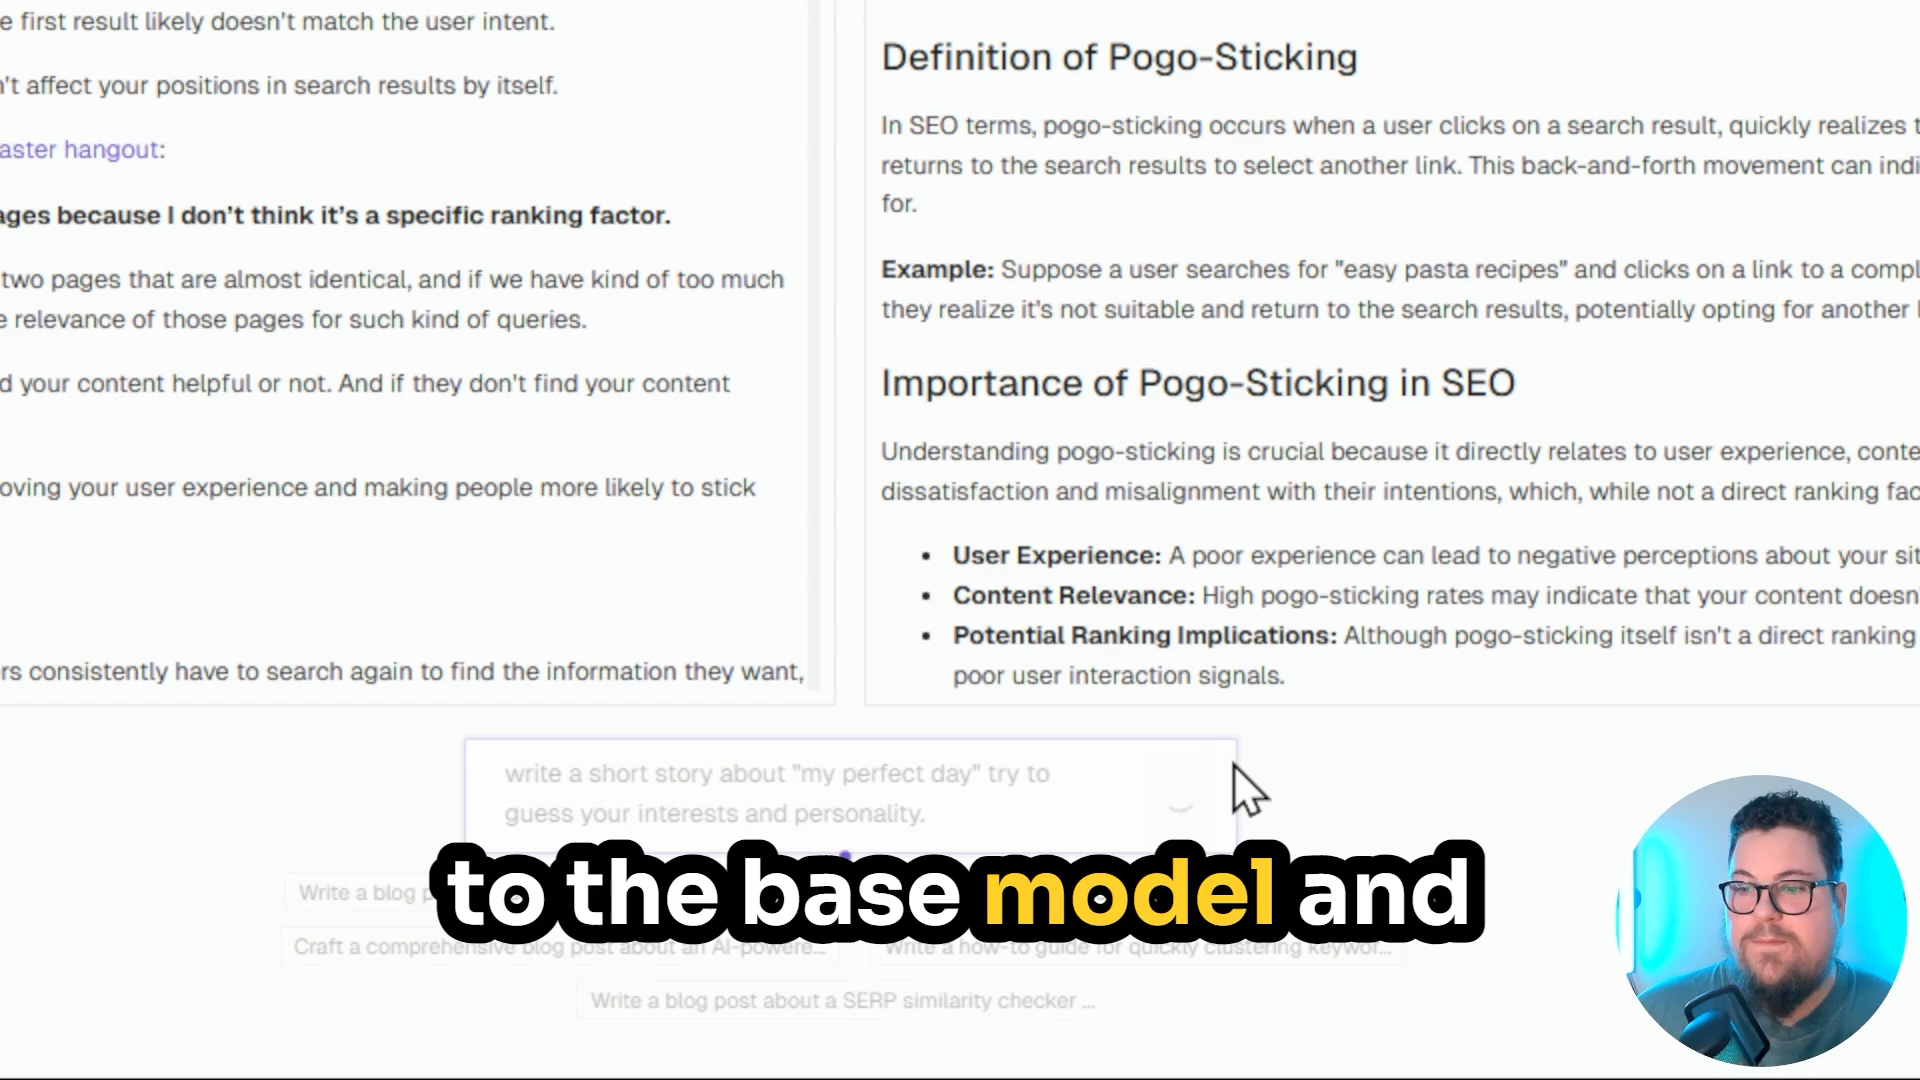 e first result likely doesn't match the user intent.
n't affect your positions in search results by itself.
aster hangout:
ages because I don't think it's a specific ranking factor.
two pages that are almost identical, and if we have kind of too much
e relevance of those pages for such kind of queries.
d your content helpful or not. And if they don't find your content
oving your user experience and making people more likely to stick
rs consistently have to search again to find the information they want,
Definition of Pogo-Sticking
In SEO terms, pogo-sticking occurs when a user clicks on a search result, quickly realizes t
returns to the search results to select another link. This back-and-forth movement can indi
for.
Example: Suppose a user searches for "easy pasta recipes" and clicks on a link to a compl
they realize it's not suitable and return to the search results, potentially opting for another
Importance of Pogo-Sticking in SEO
Understanding pogo-sticking is crucial because it directly relates to user experience, conte
dissatisfaction and misalignment with their intentions, which, while not a direct ranking fac
• User Experience: A poor experience can lead to negative perceptions about your sit
• Content Relevance: High pogo-sticking rates may indicate that your content doesn'
• Potential Ranking Implications: Although pogo-sticking itself isn't a direct ranking
poor user interaction signals.
write a short story about "my perfect day" try to
guess your interests and personality.
to the base model and
Write a blog p
Craft a comprehensive blog post about an AI-powere...
Write a how-to guide for quickly clustering keywor...
Write a blog post about a SERP similarity checker ...